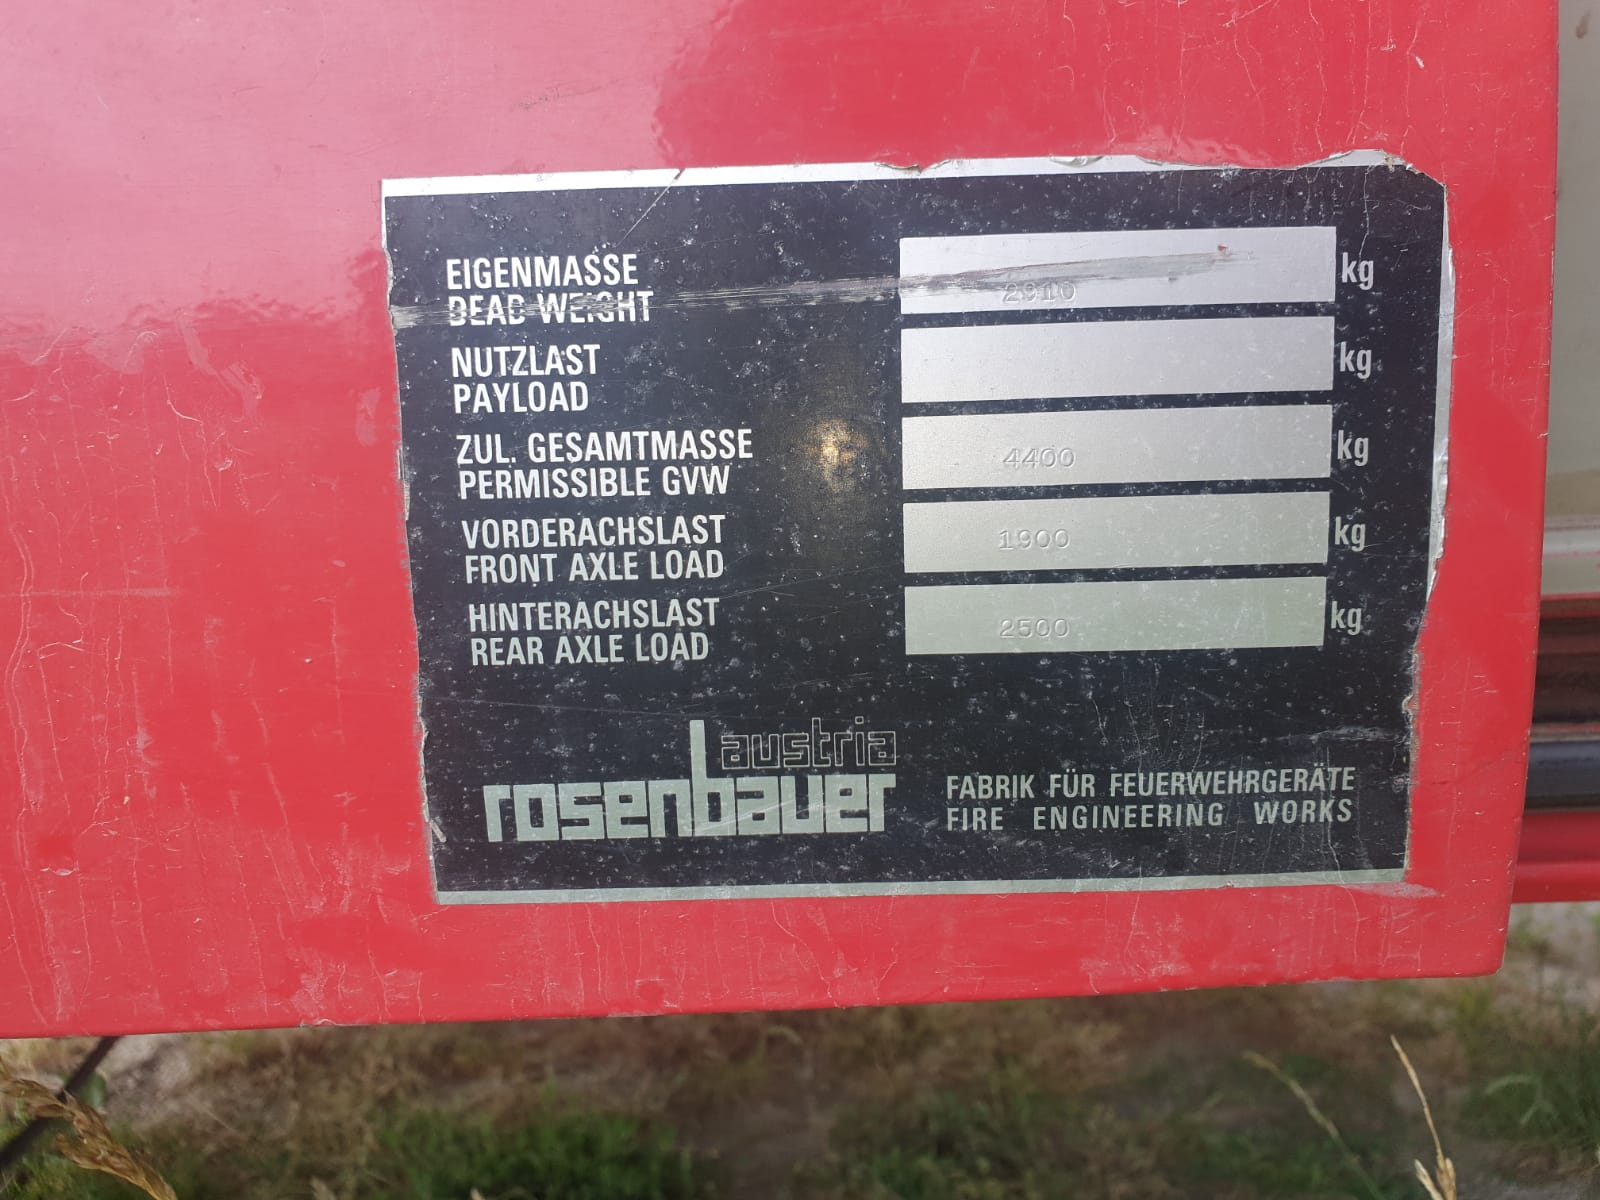 EIGENMASSE
DEAD WEIGHT 2910 kg
NUTZLAST
PAYLOAD kg
ZUL. GESAMTMASSE
PERMISSIBLE GVW 4400 kg
VORDERACHSLAST
FRONT AXLE LOAD 1900 kg
HINTERACHSLAST
REAR AXLE LOAD 2500 kg
austria
rosenbauer
FABRIK FÜR FEUERWEHRGERÄTE
FIRE ENGINEERING WORKS